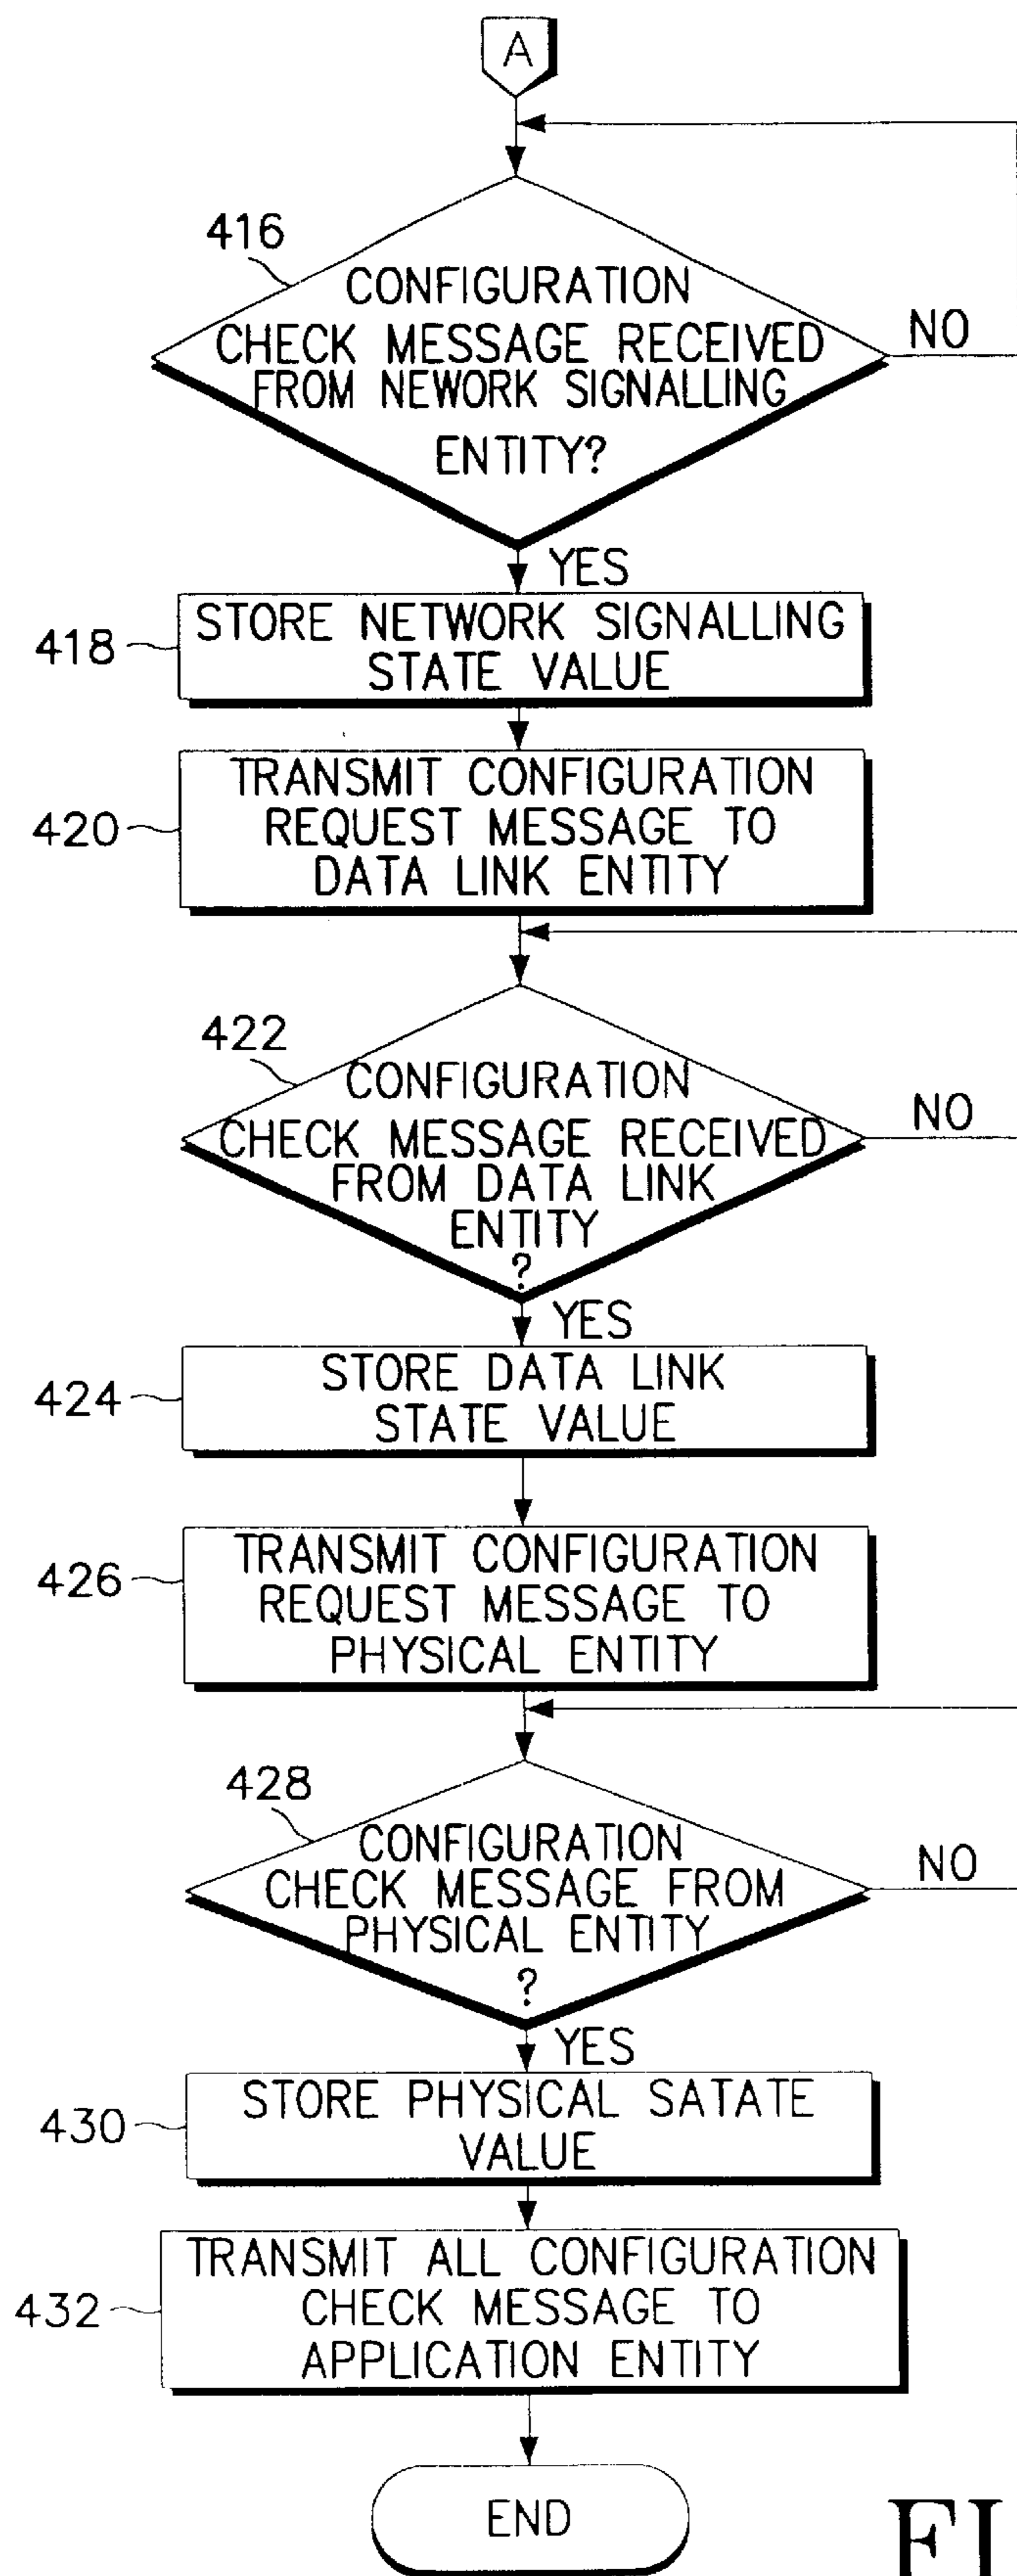 A
416
CONFIGURATION
CHECK MESSAGE RECEIVED
FROM NEWORK SIGNALLING
ENTITY?
NO
YES
418
STORE NETWORK SIGNALLING
STATE VALUE
420
TRANSMIT CONFIGURATION
REQUEST MESSAGE TO
DATA LINK ENTITY
422
CONFIGURATION
CHECK MESSAGE RECEIVED
FROM DATA LINK
ENTITY
?
NO
YES
424
STORE DATA LINK
STATE VALUE
426
TRANSMIT CONFIGURATION
REQUEST MESSAGE TO
PHYSICAL ENTITY
428
CONFIGURATION
CHECK MESSAGE FROM
PHYSICAL ENTITY
?
NO
YES
430
STORE PHYSICAL SATATE
VALUE
432
TRANSMIT ALL CONFIGURATION
CHECK MESSAGE TO
APPLICATION ENTITY
END